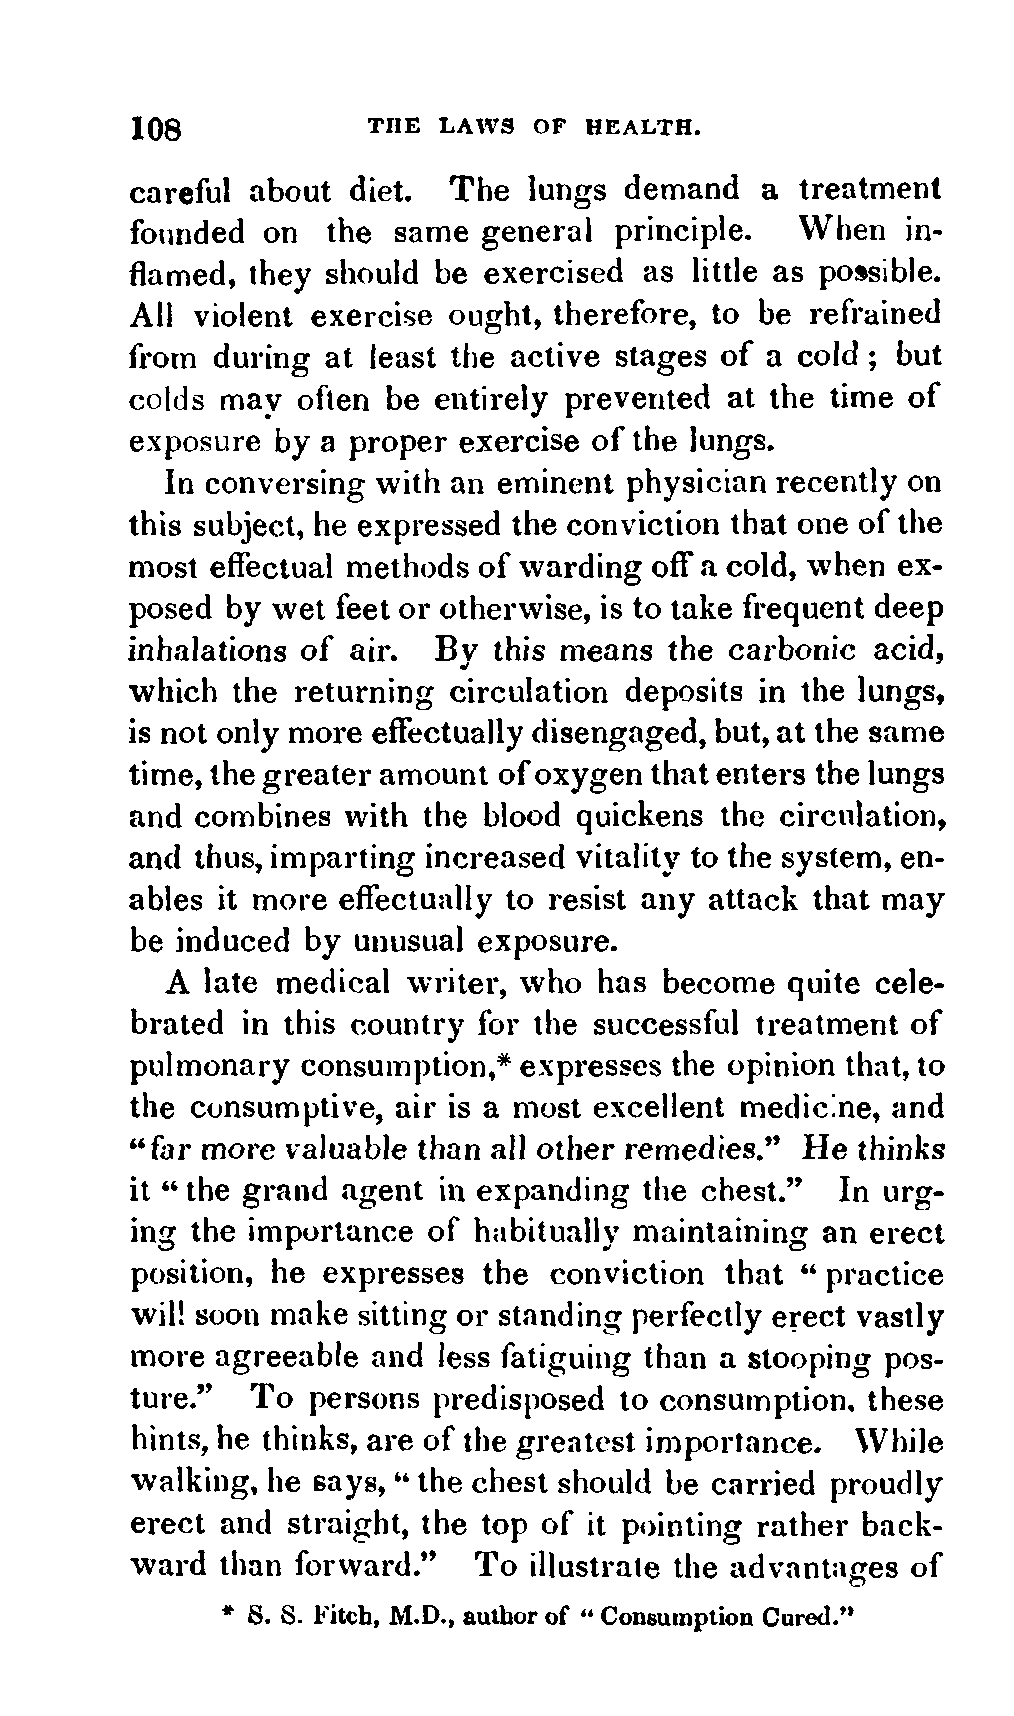 108 THE LAWS OF HEALTH.
careful about diet. The lungs demand a treatment
founded on the same general principle. When in-
flamed, they should be exercised as little as possible.
All violent exercise ought, therefore, to be refrained
from during at least the active stages of a cold ; but
colds may often be entirely prevented at the time of
exposure by a proper exercise of the lungs.
In conversing with an eminent physician recently on
this subject, he expressed the conviction that one of the
most effectual methods of warding off a cold, when ex-
posed by wet feet or otherwise, is to take frequent deep
inhalations of air. By this means the carbonic acid,
which the returning circulation deposits in the lungs,
is not only more effectually disengaged, but, at the same
time, the greater amount of oxygen that enters the lungs
and combines with the blood quickens the circulation,
and thus, imparting increased vitality to the system, en-
ables it more effectually to resist any attack that may
be induced by unusual exposure.
A late medical writer, who has become quite cele-
brated in this country for the successful treatment of
pulmonary consumption,* expresses the opinion that, to
the consumptive, air is a most excellent medicine, and
“far more valuable than all other remedies.” He thinks
it “ the grand agent in expanding the chest.” In urg-
ing the importance of habitually maintaining an erect
position, he expresses the conviction that “ practice
will soon make sitting or standing perfectly erect vastly
more agreeable and less fatiguing than a stooping pos-
ture.” To persons predisposed to consumption, these
hints, he thinks, are of the greatest importance. While
walking, he says, “ the chest should be carried proudly
erect and straight, the top of it pointing rather back-
ward than forward.” To illustrate the advantages of
* S. S. Fitch, M.D., author of “ Consumption Cured.”